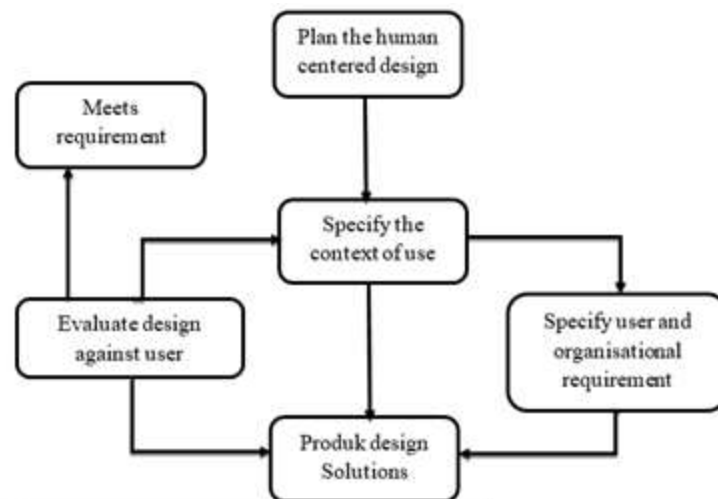 Plan the human
centered design
Meets
requirement
Specify the
context of use
Evaluate design
against user
Specify user and
organisational
requirement
Produk design
Solutions